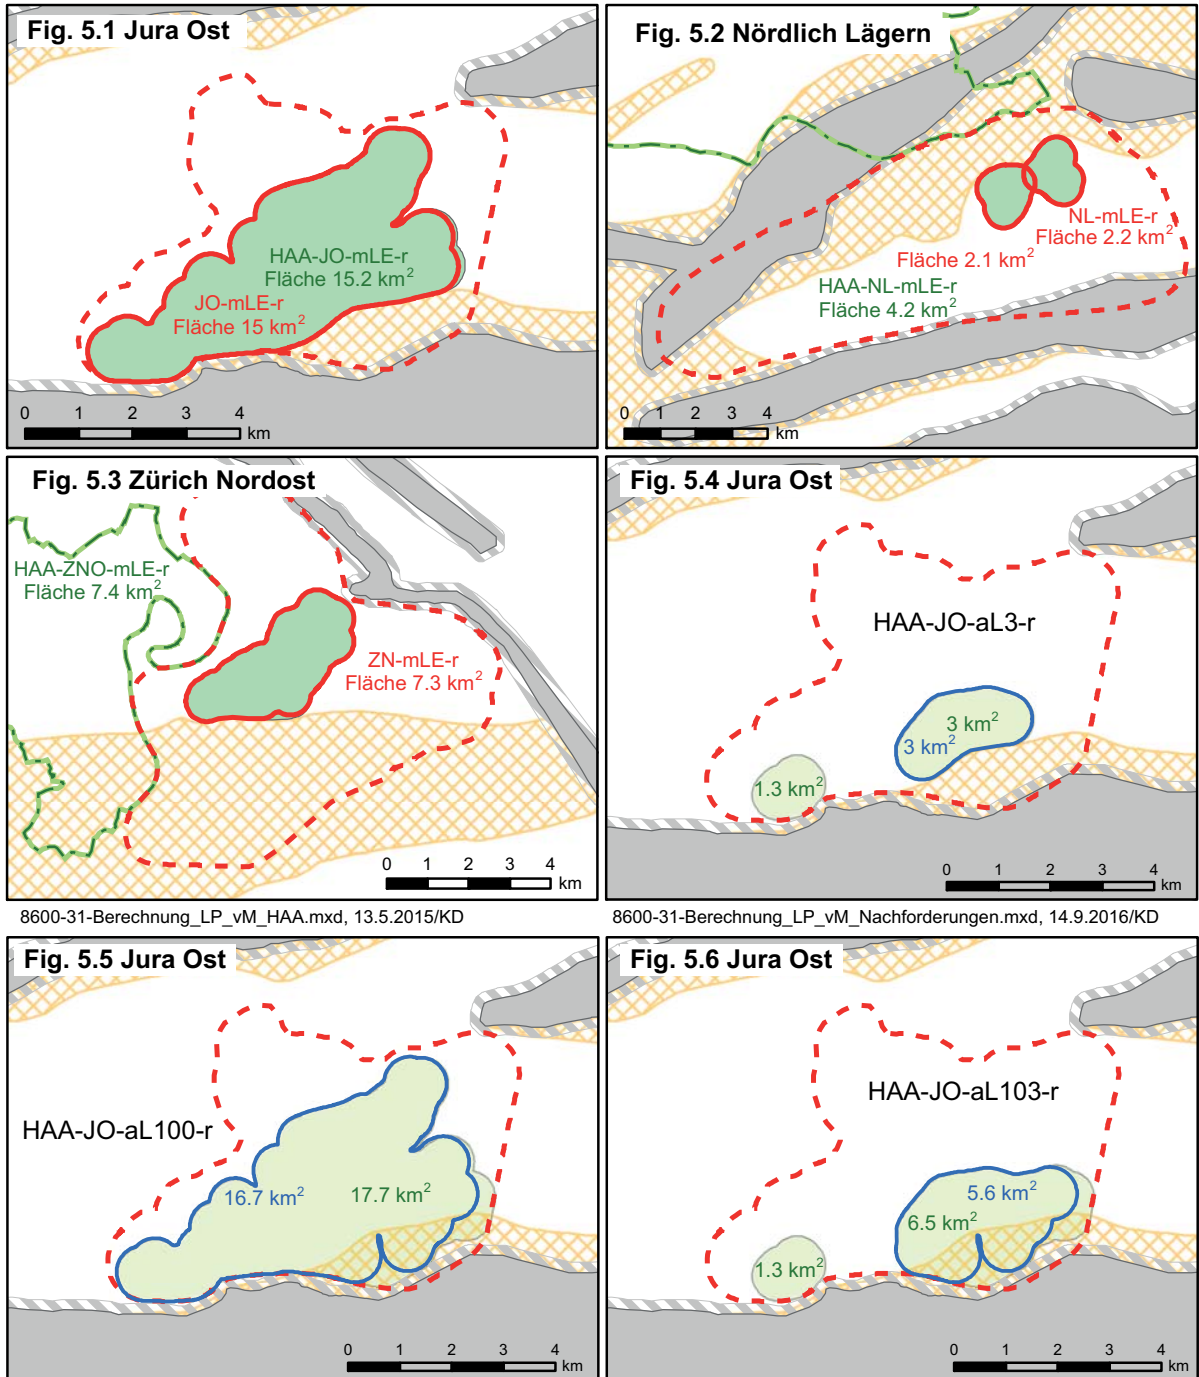 Fig. 5.1 Jura Ost
HAA-JO-mLE-r
Fläche 15.2 km²
JO-mLE-r
Fläche 15 km²
0 1 2 3 4
km
Fig. 5.2 Nördlich Lägern
NL-mLE-r
Fläche 2.2 km²
Fläche 2.1 km²
HAA-NL-mLE-r
Fläche 4.2 km²
0 1 2 3 4
km
Fig. 5.3 Zürich Nordost
HAA-ZNO-mLE-r
Fläche 7.4 km²
ZN-mLE-r
Fläche 7.3 km²
0 1 2 3 4
km
8600-31-Berechnung_LP_vM_HAA.mxd, 13.5.2015/KD
Fig. 5.4 Jura Ost
HAA-JO-aL3-r
3 km²
3 km²
1.3 km²
0 1 2 3 4
km
8600-31-Berechnung_LP_vM_Nachforderungen.mxd, 14.9.2016/KD
Fig. 5.5 Jura Ost
HAA-JO-aL100-r
16.7 km²
17.7 km²
0 1 2 3 4
km
Fig. 5.6 Jura Ost
HAA-JO-aL103-r
5.6 km²
6.5 km²
1.3 km²
0 1 2 3 4
km